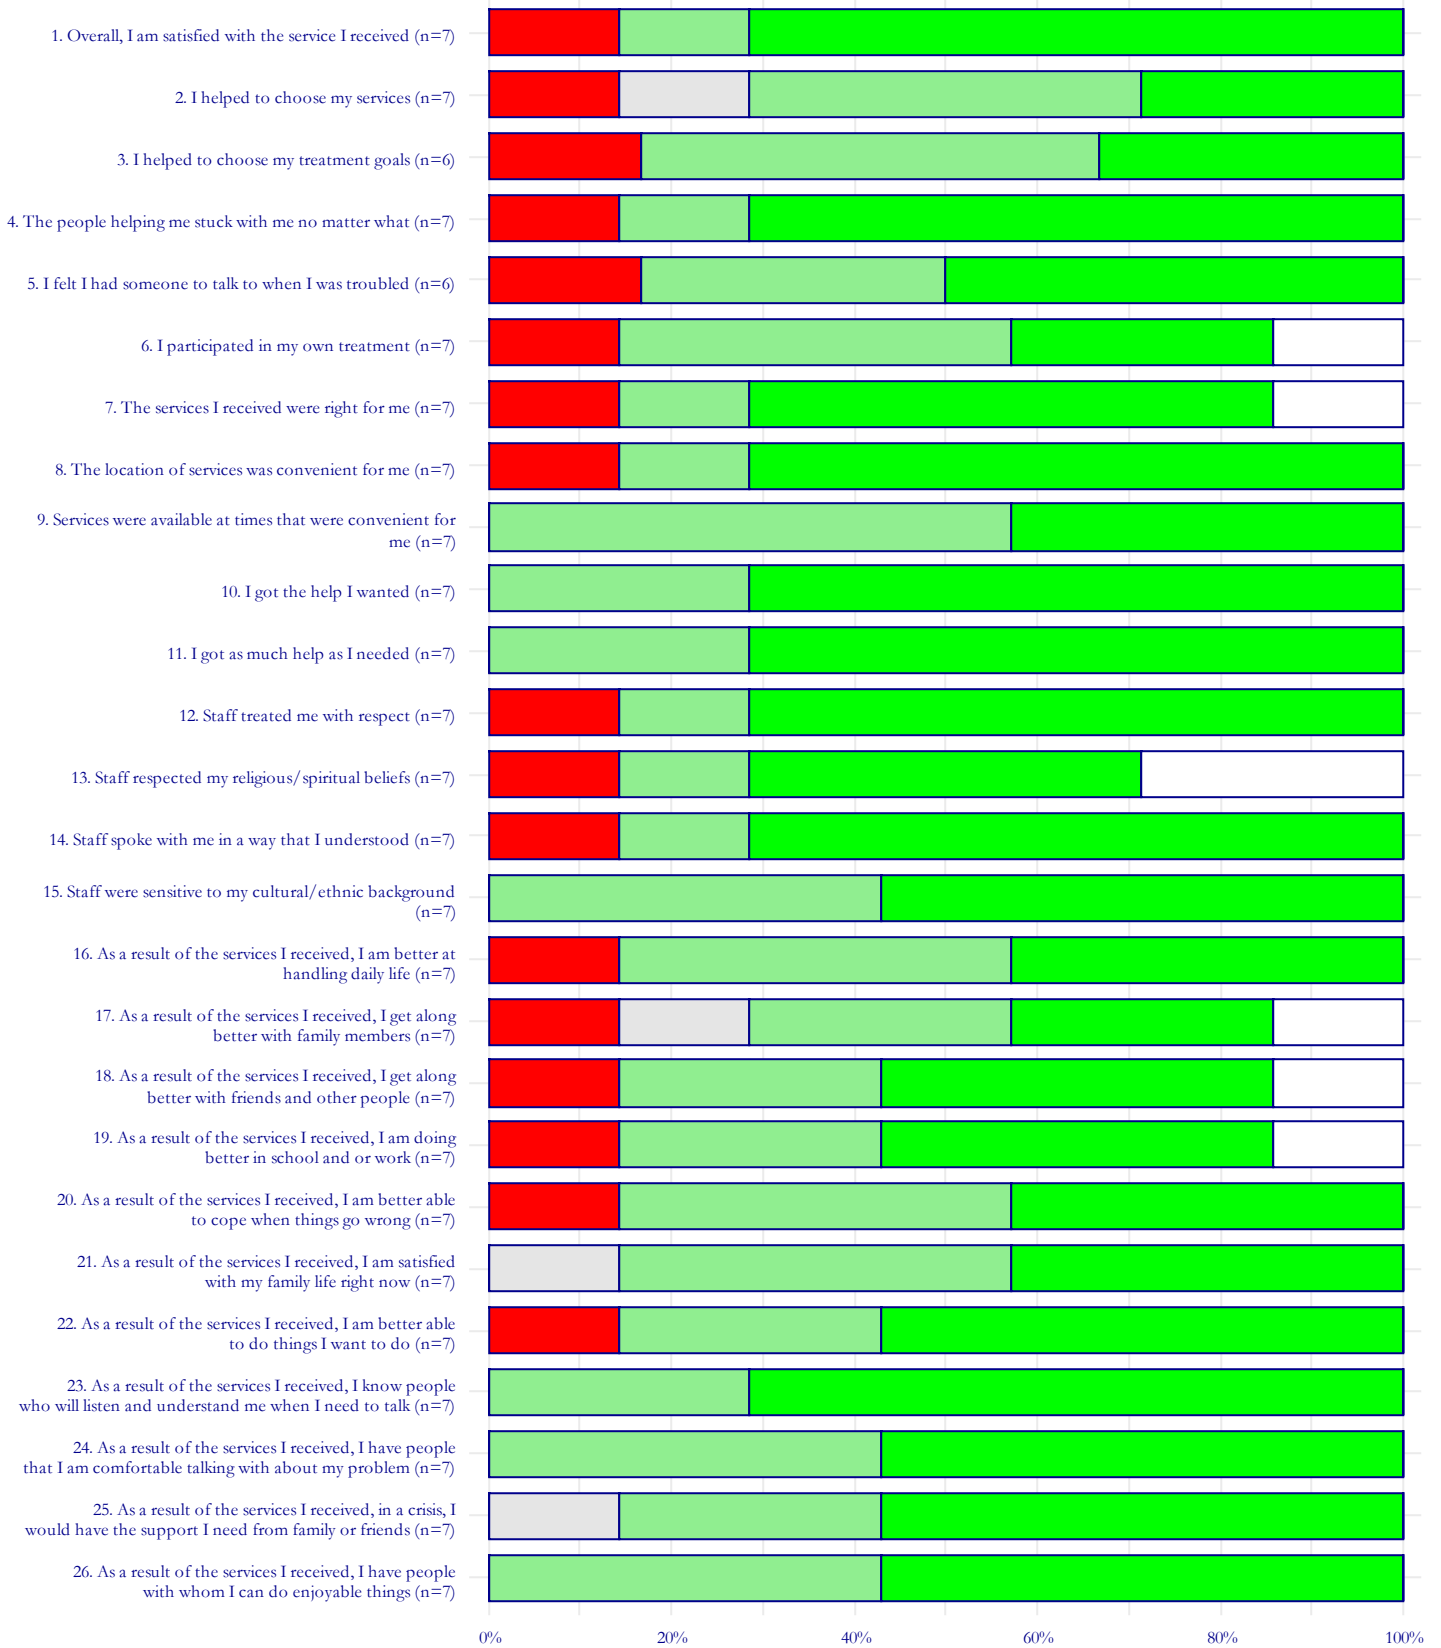 1. Overall, I am satisfied with the service I received (n=7)
2. I helped to choose my services (n=7)
3. I helped to choose my treatment goals (n=6)
4. The people helping me stuck with me no matter what (n=7)
5. I felt I had someone to talk to when I was troubled (n=6)
6. I participated in my own treatment (n=7)
7. The services I received were right for me (n=7)
8. The location of services was convenient for me (n=7)
9. Services were available at times that were convenient for
me (n=7)
10. I got the help I wanted (n=7)
11. I got as much help as I needed (n=7)
12. Staff treated me with respect (n=7)
13. Staff respected my religious/spiritual beliefs (n=7)
14. Staff spoke with me in a way that I understood (n=7)
15. Staff were sensitive to my cultural/ethnic background
(n=7)
16. As a result of the services I received, I am better at
handling daily life (n=7)
17. As a result of the services I received, I get along
better with family members (n=7)
18. As a result of the services I received, I get along
better with friends and other people (n=7)
19. As a result of the services I received, I am doing
better in school and or work (n=7)
20. As a result of the services I received, I am better able
to cope when things go wrong (n=7)
21. As a result of the services I received, I am satisfied
with my family life right now (n=7)
22. As a result of the services I received, I am better able
to do things I want to do (n=7)
23. As a result of the services I received, I know people
who will listen and understand me when I need to talk (n=7)
24. As a result of the services I received, I have people
that I am comfortable talking with about my problem (n=7)
25. As a result of the services I received, in a crisis, I
would have the support I need from family or friends (n=7)
26. As a result of the services I received, I have people
with whom I can do enjoyable things (n=7)
0% 20% 40% 60% 80% 100%